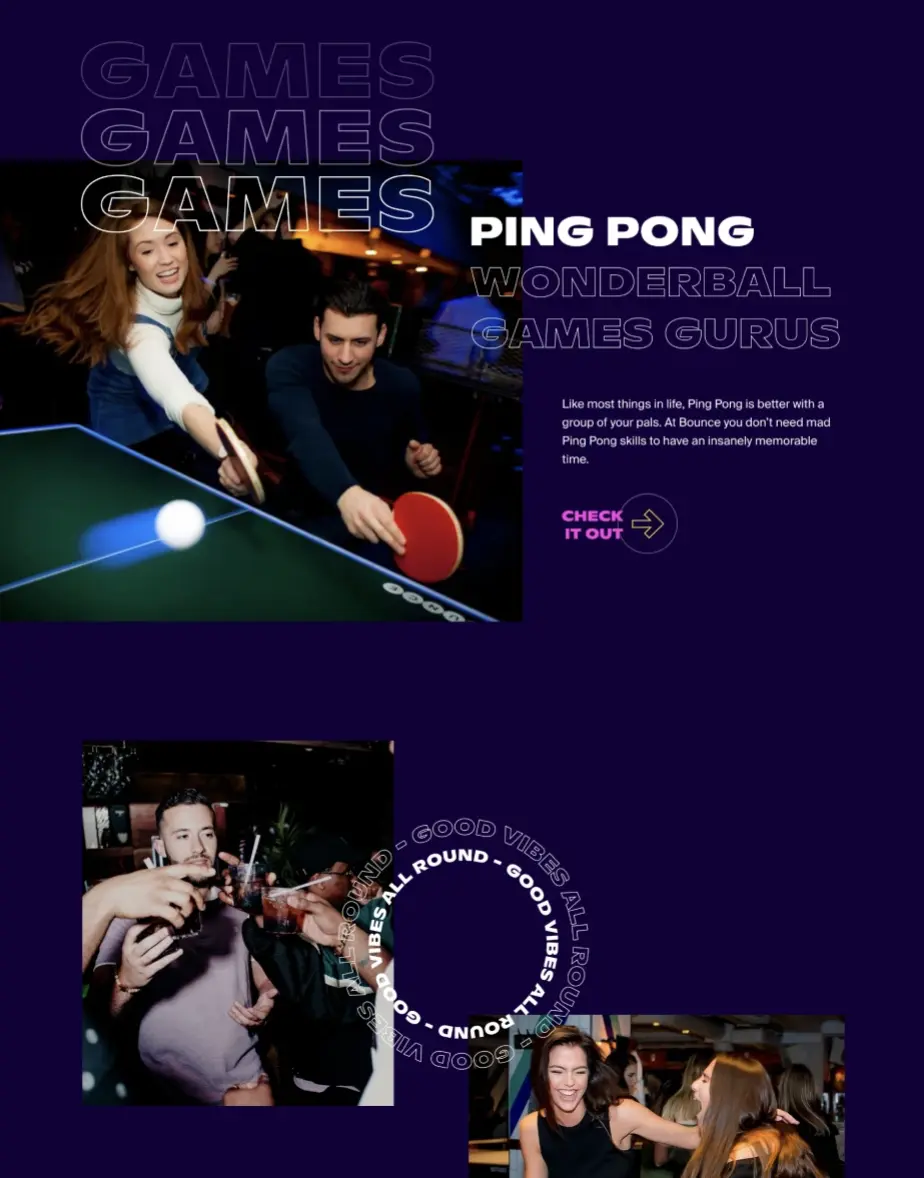 GAMES
GAMES
GAMES
PING PONG
WONDERBALL
GAMES GURUS
Like most things in life, Ping Pong is better with a
group of your pals. At Bounce you don't need mad
Ping Pong skills to have an insanely memorable
time.
CHECK
IT OUT
GOOD VIBES ALL ROUND - GOOD VIBES ALL ROUND -
GOOD VIBES ALL ROUND - GOOD VIBES ALL ROUND -
UNCE